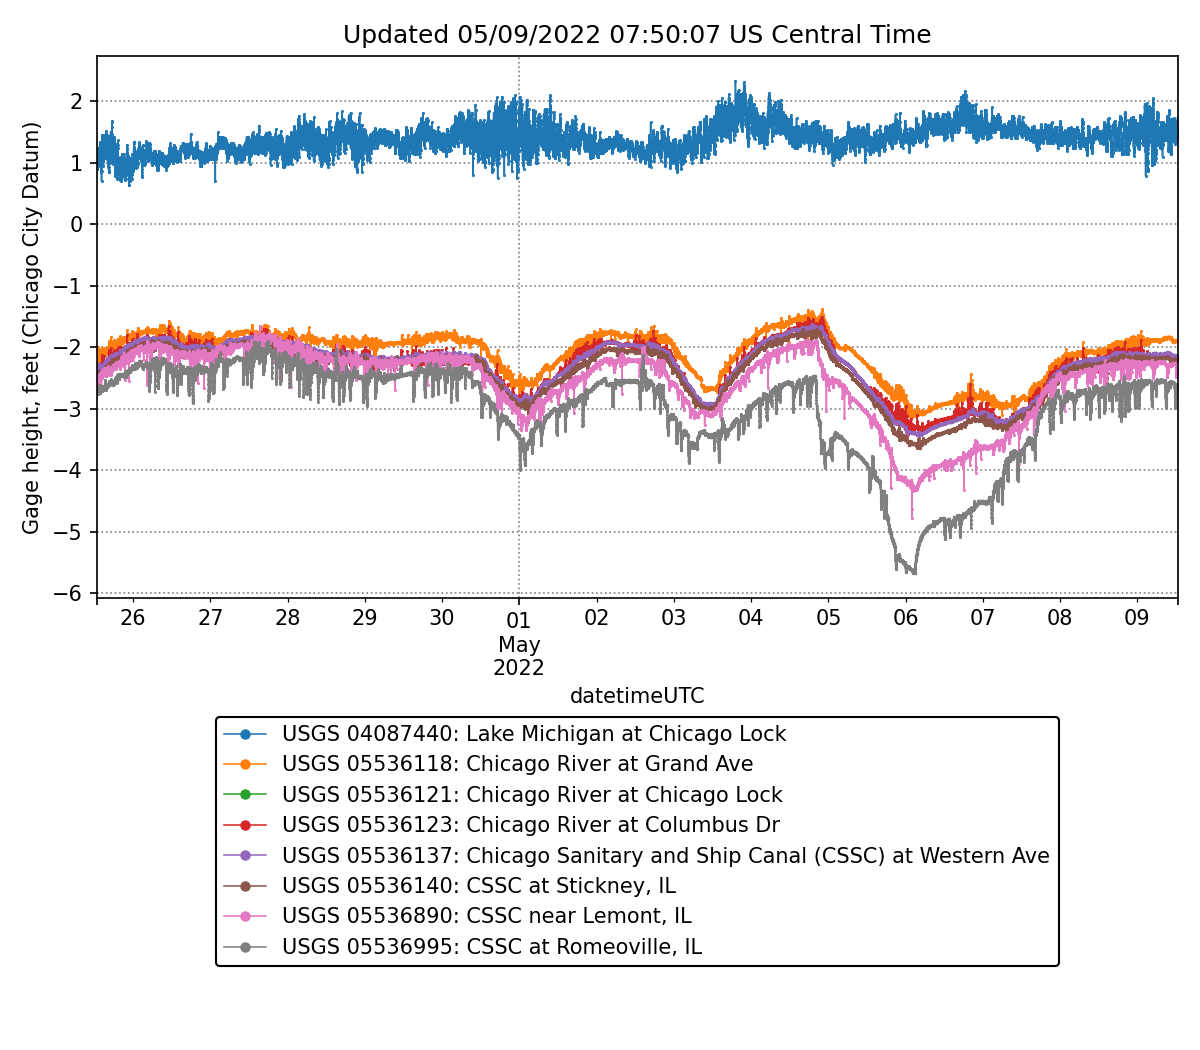 Updated 05/09/2022 07:50:07 US Central Time
Gage height, feet (Chicago City Datum)
2
1
0
−1
−2
−3
−4
−5
−6
26 27 28 29 30 01 02 03 04 05 06 07 08 09
May
2022
datetimeUTC
USGS 04087440: Lake Michigan at Chicago Lock
USGS 05536118: Chicago River at Grand Ave
USGS 05536121: Chicago River at Chicago Lock
USGS 05536123: Chicago River at Columbus Dr
USGS 05536137: Chicago Sanitary and Ship Canal (CSSC) at Western Ave
USGS 05536140: CSSC at Stickney, IL
USGS 05536890: CSSC near Lemont, IL
USGS 05536995: CSSC at Romeoville, IL